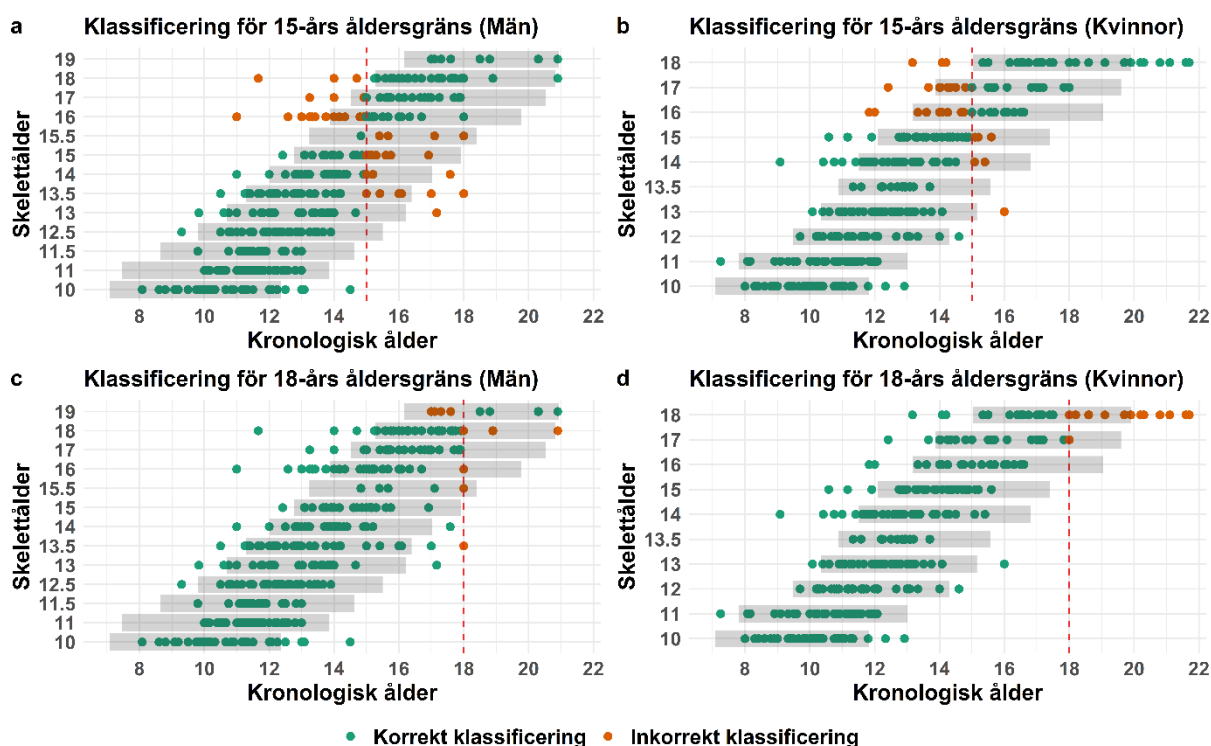 a Klassificering för 15-års åldersgräns (Män)
Skelettålder
19
18
17
16
15.5
15
14
13.5
13
12.5
11.5
11
10
8 10 12 14 16 18 20 22
Kronologisk ålder
b Klassificering för 15-års åldersgräns (Kvinnor)
Skelettålder
18
17
16
15
14
13.5
13
12
11
10
8 10 12 14 16 18 20 22
Kronologisk ålder
c Klassificering för 18-års åldersgräns (Män)
Skelettålder
19
18
17
16
15.5
15
14
13.5
13
12.5
11.5
11
10
8 10 12 14 16 18 20 22
Kronologisk ålder
d Klassificering för 18-års åldersgräns (Kvinnor)
Skelettålder
18
17
16
15
14
13.5
13
12
11
10
8 10 12 14 16 18 20 22
Kronologisk ålder
Korrekt klassificering Inkorrekt klassificering